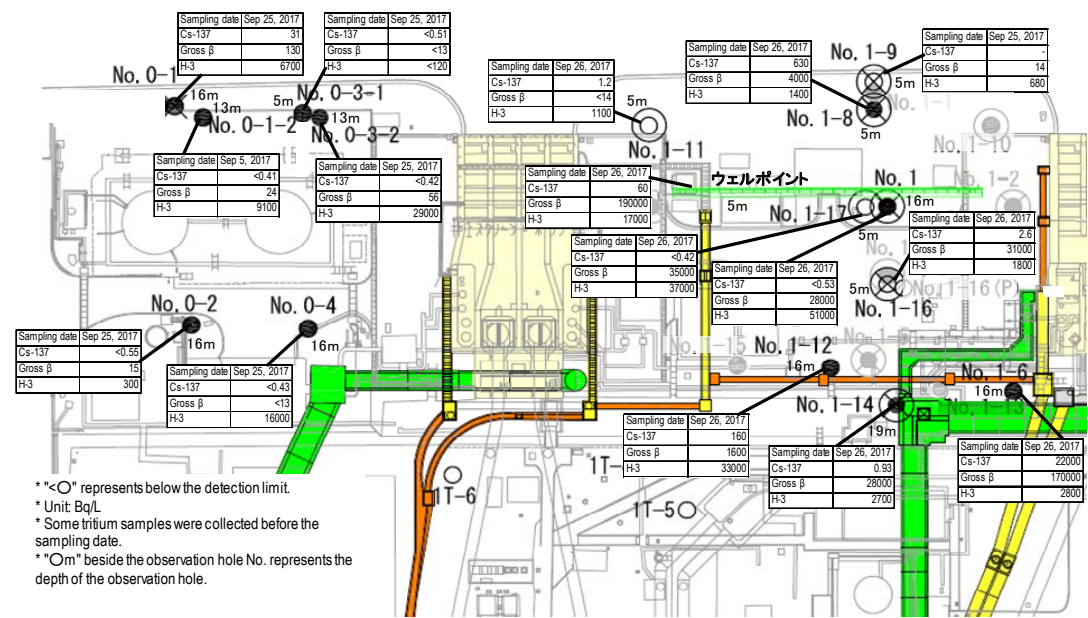 Sampling date Sep 25, 2017
Cs-137 31
Gross β 130
H-3 6700
Sampling date Sep 25, 2017
Cs-137 <0.51
Gross β <13
H-3 <120
Sampling date Sep 26, 2017
Cs-137 1.2
Gross β <14
H-3 1100
Sampling date Sep 26, 2017
Cs-137 630
Gross β 4000
H-3 1400
Sampling date Sep 25, 2017
Cs-137 -
Gross β 14
H-3 680
No. 0-1
16m
13m
No. 0-1-2
5m
No. 0-3-1
13m
No. 0-3-2
5m
No. 1-11
No. 1-9
5m
No. 1-8
5m
No. 1-10
Sampling date Sep 5, 2017
Cs-137 <0.41
Gross β 24
H-3 9100
Sampling date Sep 25, 2017
Cs-137 <0.42
Gross β 56
H-3 29000
Sampling date Sep 26, 2017
Cs-137 60
Gross β 190000
H-3 17000
ウェルポイント
5m
No. 1
16m
No. 1-17
5m
No. 1-2
Sampling date Sep 26, 2017
Cs-137 2.6
Gross β 31000
H-3 1800
Sampling date Sep 26, 2017
Cs-137 <0.42
Gross β 35000
H-3 37000
Sampling date Sep 26, 2017
Cs-137 <0.53
Gross β 28000
H-3 51000
5m
No. 1-16(P)
No. 1-16
No. 0-2
16m
No. 0-4
16m
Sampling date Sep 25, 2017
Cs-137 <0.55
Gross β 15
H-3 300
Sampling date Sep 25, 2017
Cs-137 <0.43
Gross β <13
H-3 16000
No. 1-12
16m
No. 1-6
16m
No. 1-13
No. 1-14
19m
Sampling date Sep 26, 2017
Cs-137 160
Gross β 1600
H-3 33000
Sampling date Sep 26, 2017
Cs-137 0.93
Gross β 28000
H-3 2700
Sampling date Sep 26, 2017
Cs-137 22000
Gross β 170000
H-3 2800
1T-6
1T-5
* "<〇" represents below the detection limit.
* Unit: Bq/L
* Some tritium samples were collected before the
sampling date.
* "〇m" beside the observation hole No. represents the
depth of the observation hole.